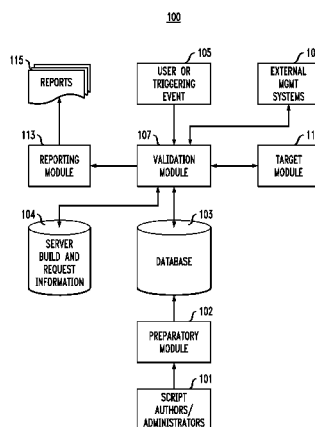 100
115
REPORTS
105
USER OR
TRIGGERING
EVENT
10
EXTERNAL
MGMT
SYSTEMS
113
REPORTING
MODULE
107
VALIDATION
MODULE
11
TARGET
MODULE
104
SERVER
BUILD AND
REQUEST
INFORMATION
103
DATABASE
102
PREPARATORY
MODULE
101
SCRIPT
AUTHORS/
ADMINISTRATORS